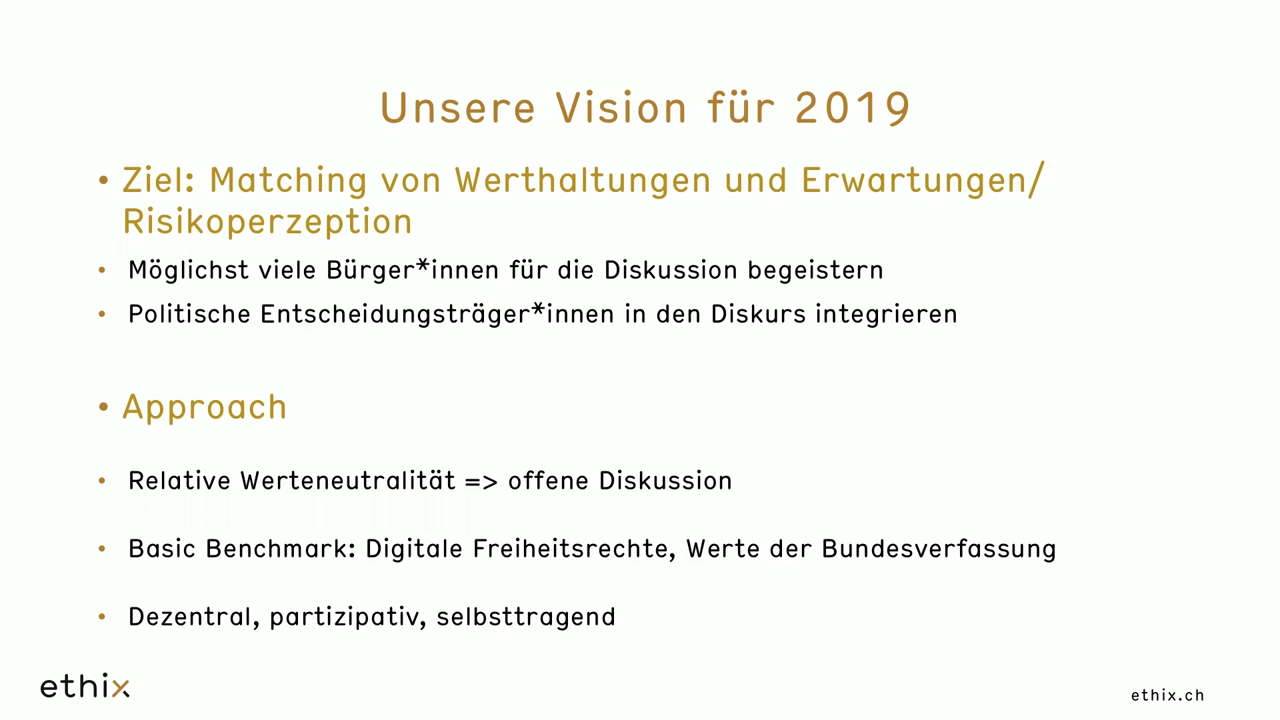 Unsere Vision für 2019
• Ziel: Matching von Werthaltungen und Erwartungen/
Risikoperzeption
• Möglichst viele Bürger*innen für die Diskussion begeistern
• Politische Entscheidungsträger*innen in den Diskurs integrieren
• Approach
• Relative Werteneutralität => offene Diskussion
• Basic Benchmark: Digitale Freiheitsrechte, Werte der Bundesverfassung
• Dezentral, partizipativ, selbsttragend
ethix
ethix.ch